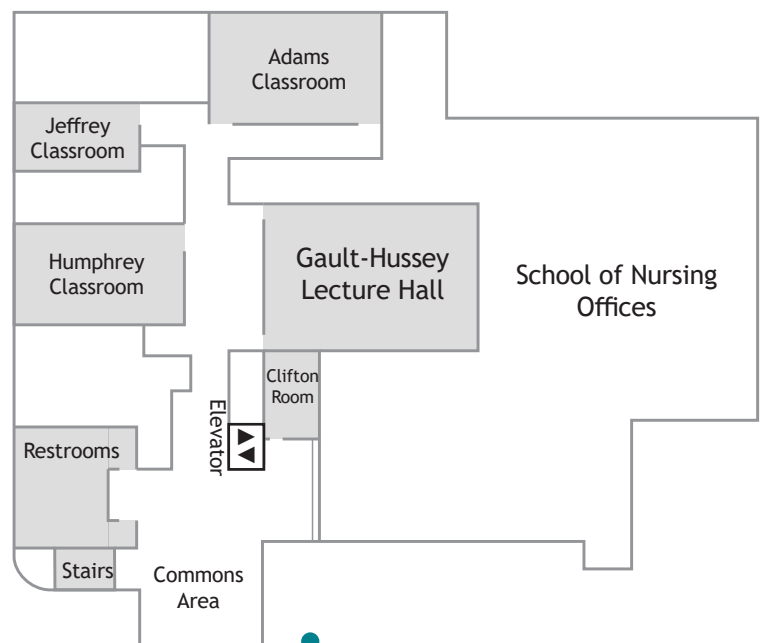 Adams
Classroom
Jeffrey
Classroom
Humphrey
Classroom
Gault-Hussey
Lecture Hall
School of Nursing
Offices
Clifton
Room
Elevator
Restrooms
Stairs
Commons
Area